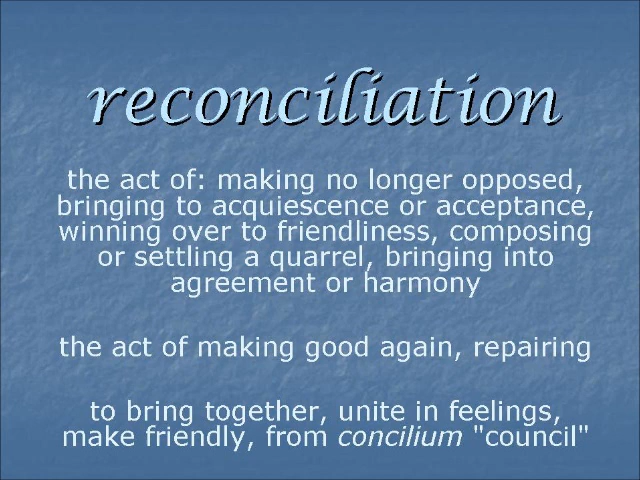 reconciliation
the act of: making no longer opposed,
bringing to acquiescence or acceptance,
winning over to friendliness, composing
or settling a quarrel, bringing into
agreement or harmony
the act of making good again, repairing
to bring together, unite in feelings,
make friendly, from concilium "council"